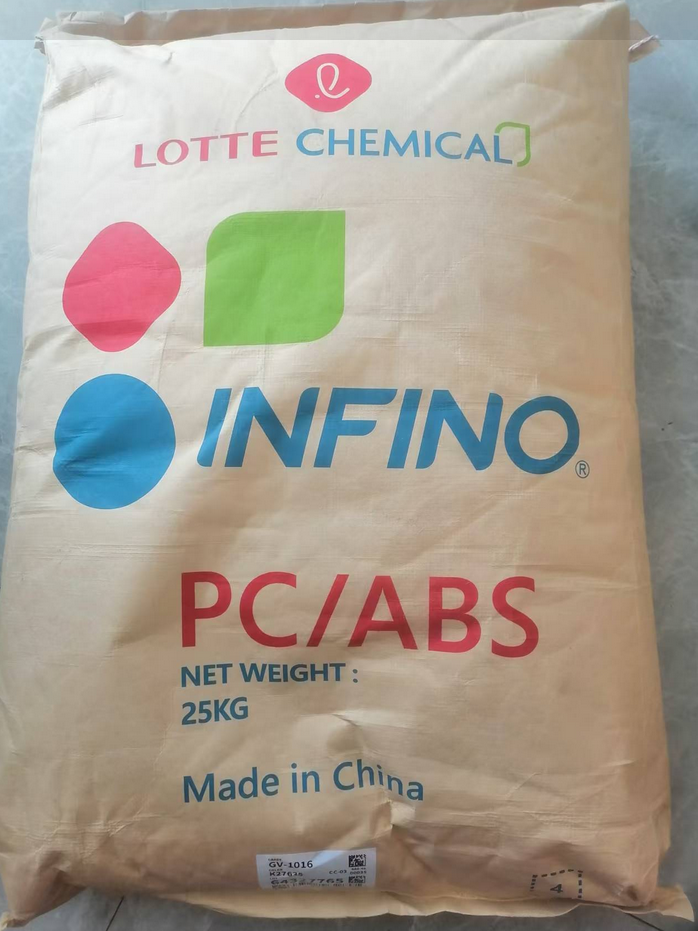 LOTTE CHEMICAL
INFINO®
PC/ABS
NET WEIGHT :
25KG
Made in China
GV-1016
4